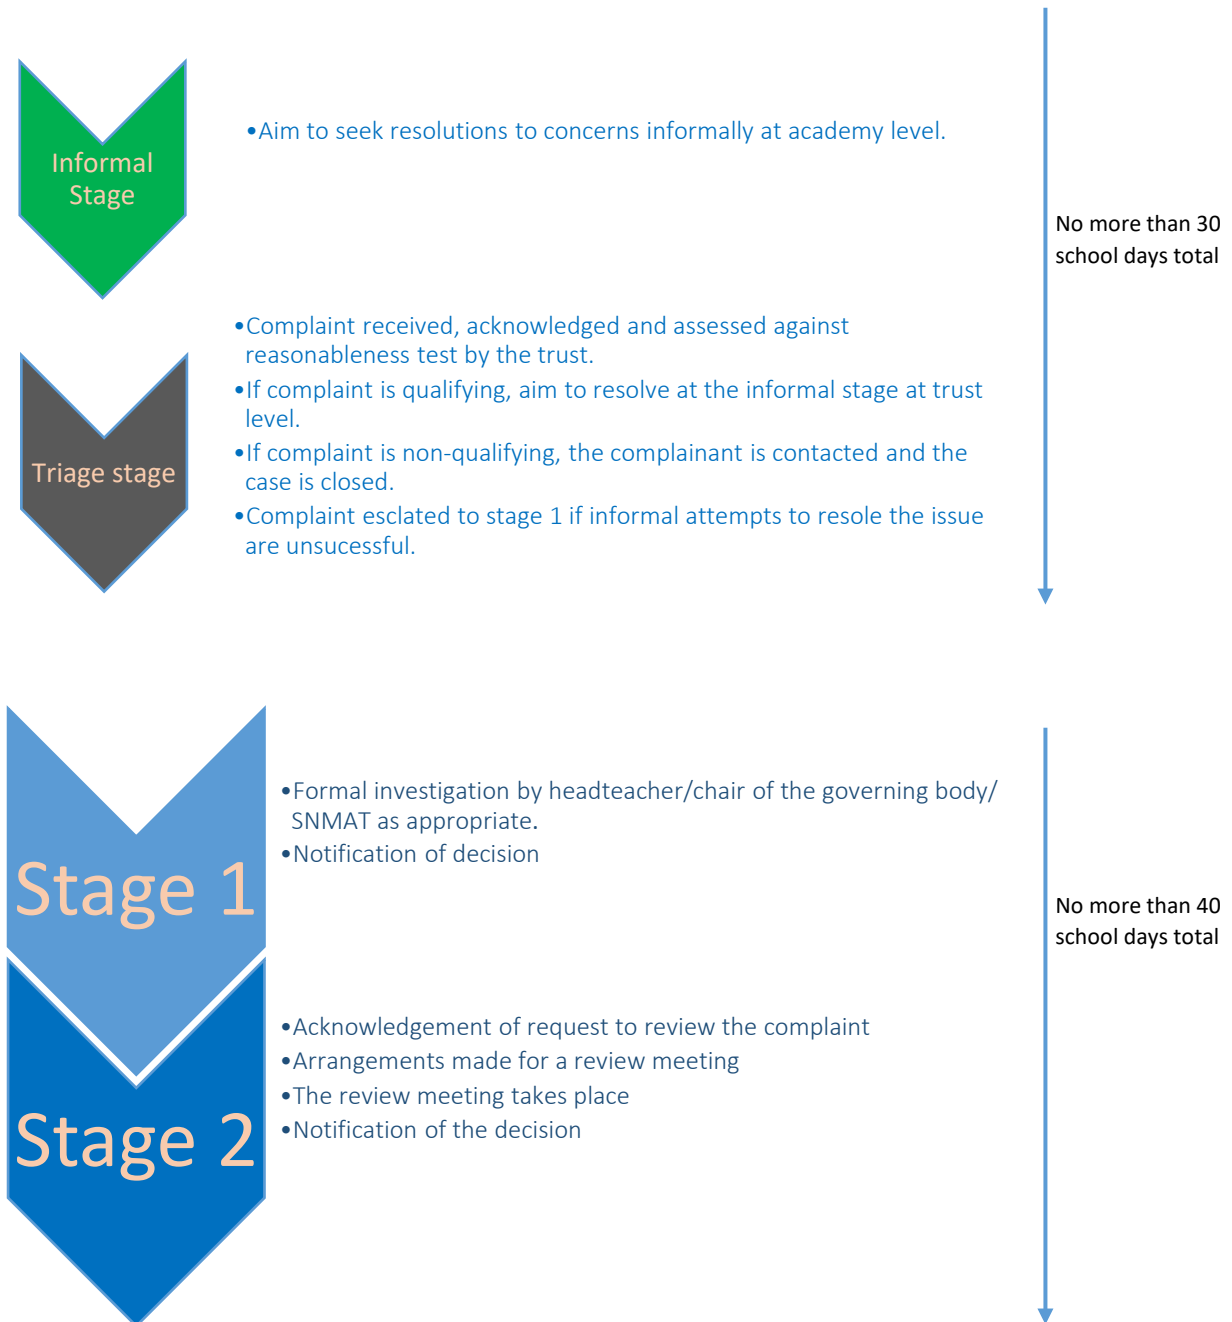 Informal
Stage
•Aim to seek resolutions to concerns informally at academy level.
No more than 30
school days total
Triage stage
•Complaint received, acknowledged and assessed against
reasonableness test by the trust.
•If complaint is qualifying, aim to resolve at the informal stage at trust
level.
•If complaint is non-qualifying, the complainant is contacted and the
case is closed.
•Complaint esclated to stage 1 if informal attempts to resole the issue
are unsucessful.
Stage 1
•Formal investigation by headteacher/chair of the governing body/
SNMAT as appropriate.
•Notification of decision
No more than 40
school days total
Stage 2
•Acknowledgement of request to review the complaint
•Arrangements made for a review meeting
•The review meeting takes place
•Notification of the decision